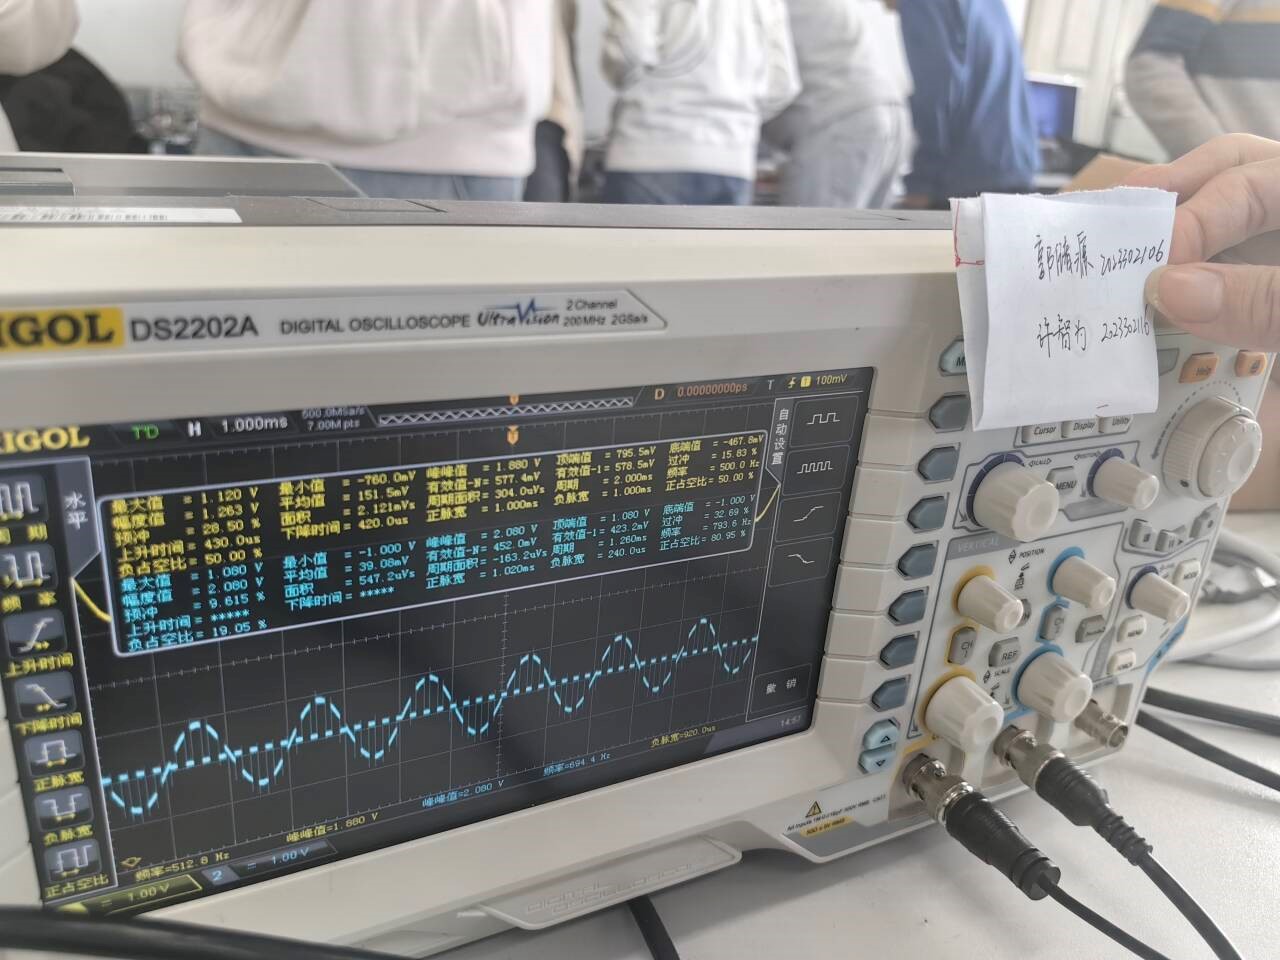 RIGOL DS2202A DIGITAL OSCILLOSCOPE UltraVision 2 Channel 200MHz 2GSa/s
2023302106
许智为 2023302116
RIGOL T'D H 1.000ms 500.0MSa/s 7.00M pts D 0.00000000ps T 1 100mV
水平
周期
频率
上升时间
下降时间
正脉宽
负脉宽
正占空比
最大值 = 1.120 V 最小值 = -760.0mV 峰峰值 = 1.880 V 顶端值 = 795.5mV 底端值 = -467.8mV
幅度值 = 1.263 V 平均值 = 151.5mV 有效值-N= 577.4mV 有效值-1= 578.5mV 过冲 = 15.83 %
预冲 = 28.50 % 面积 = 2.121mVs 周期面积= 304.0uVs 周期 = 2.000ms 频率 = 500.0 Hz
上升时间= 430.0us 下降时间= 420.0us 正脉宽 = 1.000ms 负脉宽 = 1.000ms 正占空比= 50.00 %
负占空比= 50.00 %
最大值 = 1.080 V 最小值 = -1.000 V 峰峰值 = 2.080 V 顶端值 = 1.080 V 底端值 = -1.000 V
幅度值 = 2.080 V 平均值 = 39.08mV 有效值-N= 452.0mV 有效值-1= 423.2mV 过冲 = 32.69 %
预冲 = 9.615 % 面积 = 547.2uVs 周期面积= -163.2uVs 周期 = 1.260ms 频率 = 793.6 Hz
上升时间= ***** 下降时间= ***** 正脉宽 = 1.020ms 负脉宽 = 240.0us 正占空比= 80.95 %
负占空比= 19.05 %
自动设置
撤销
14:57
频率=512.8 Hz 峰峰值=1.880 V 峰峰值=2.080 V 频率=694.4 Hz 负脉宽=920.0us
= 1.00 V 2 = 1.00 V
Cursor Display Utility
Help
MENU
VERTICAL
POSITION
CH1
REF
SCALE
MODE
MENU
FORCE